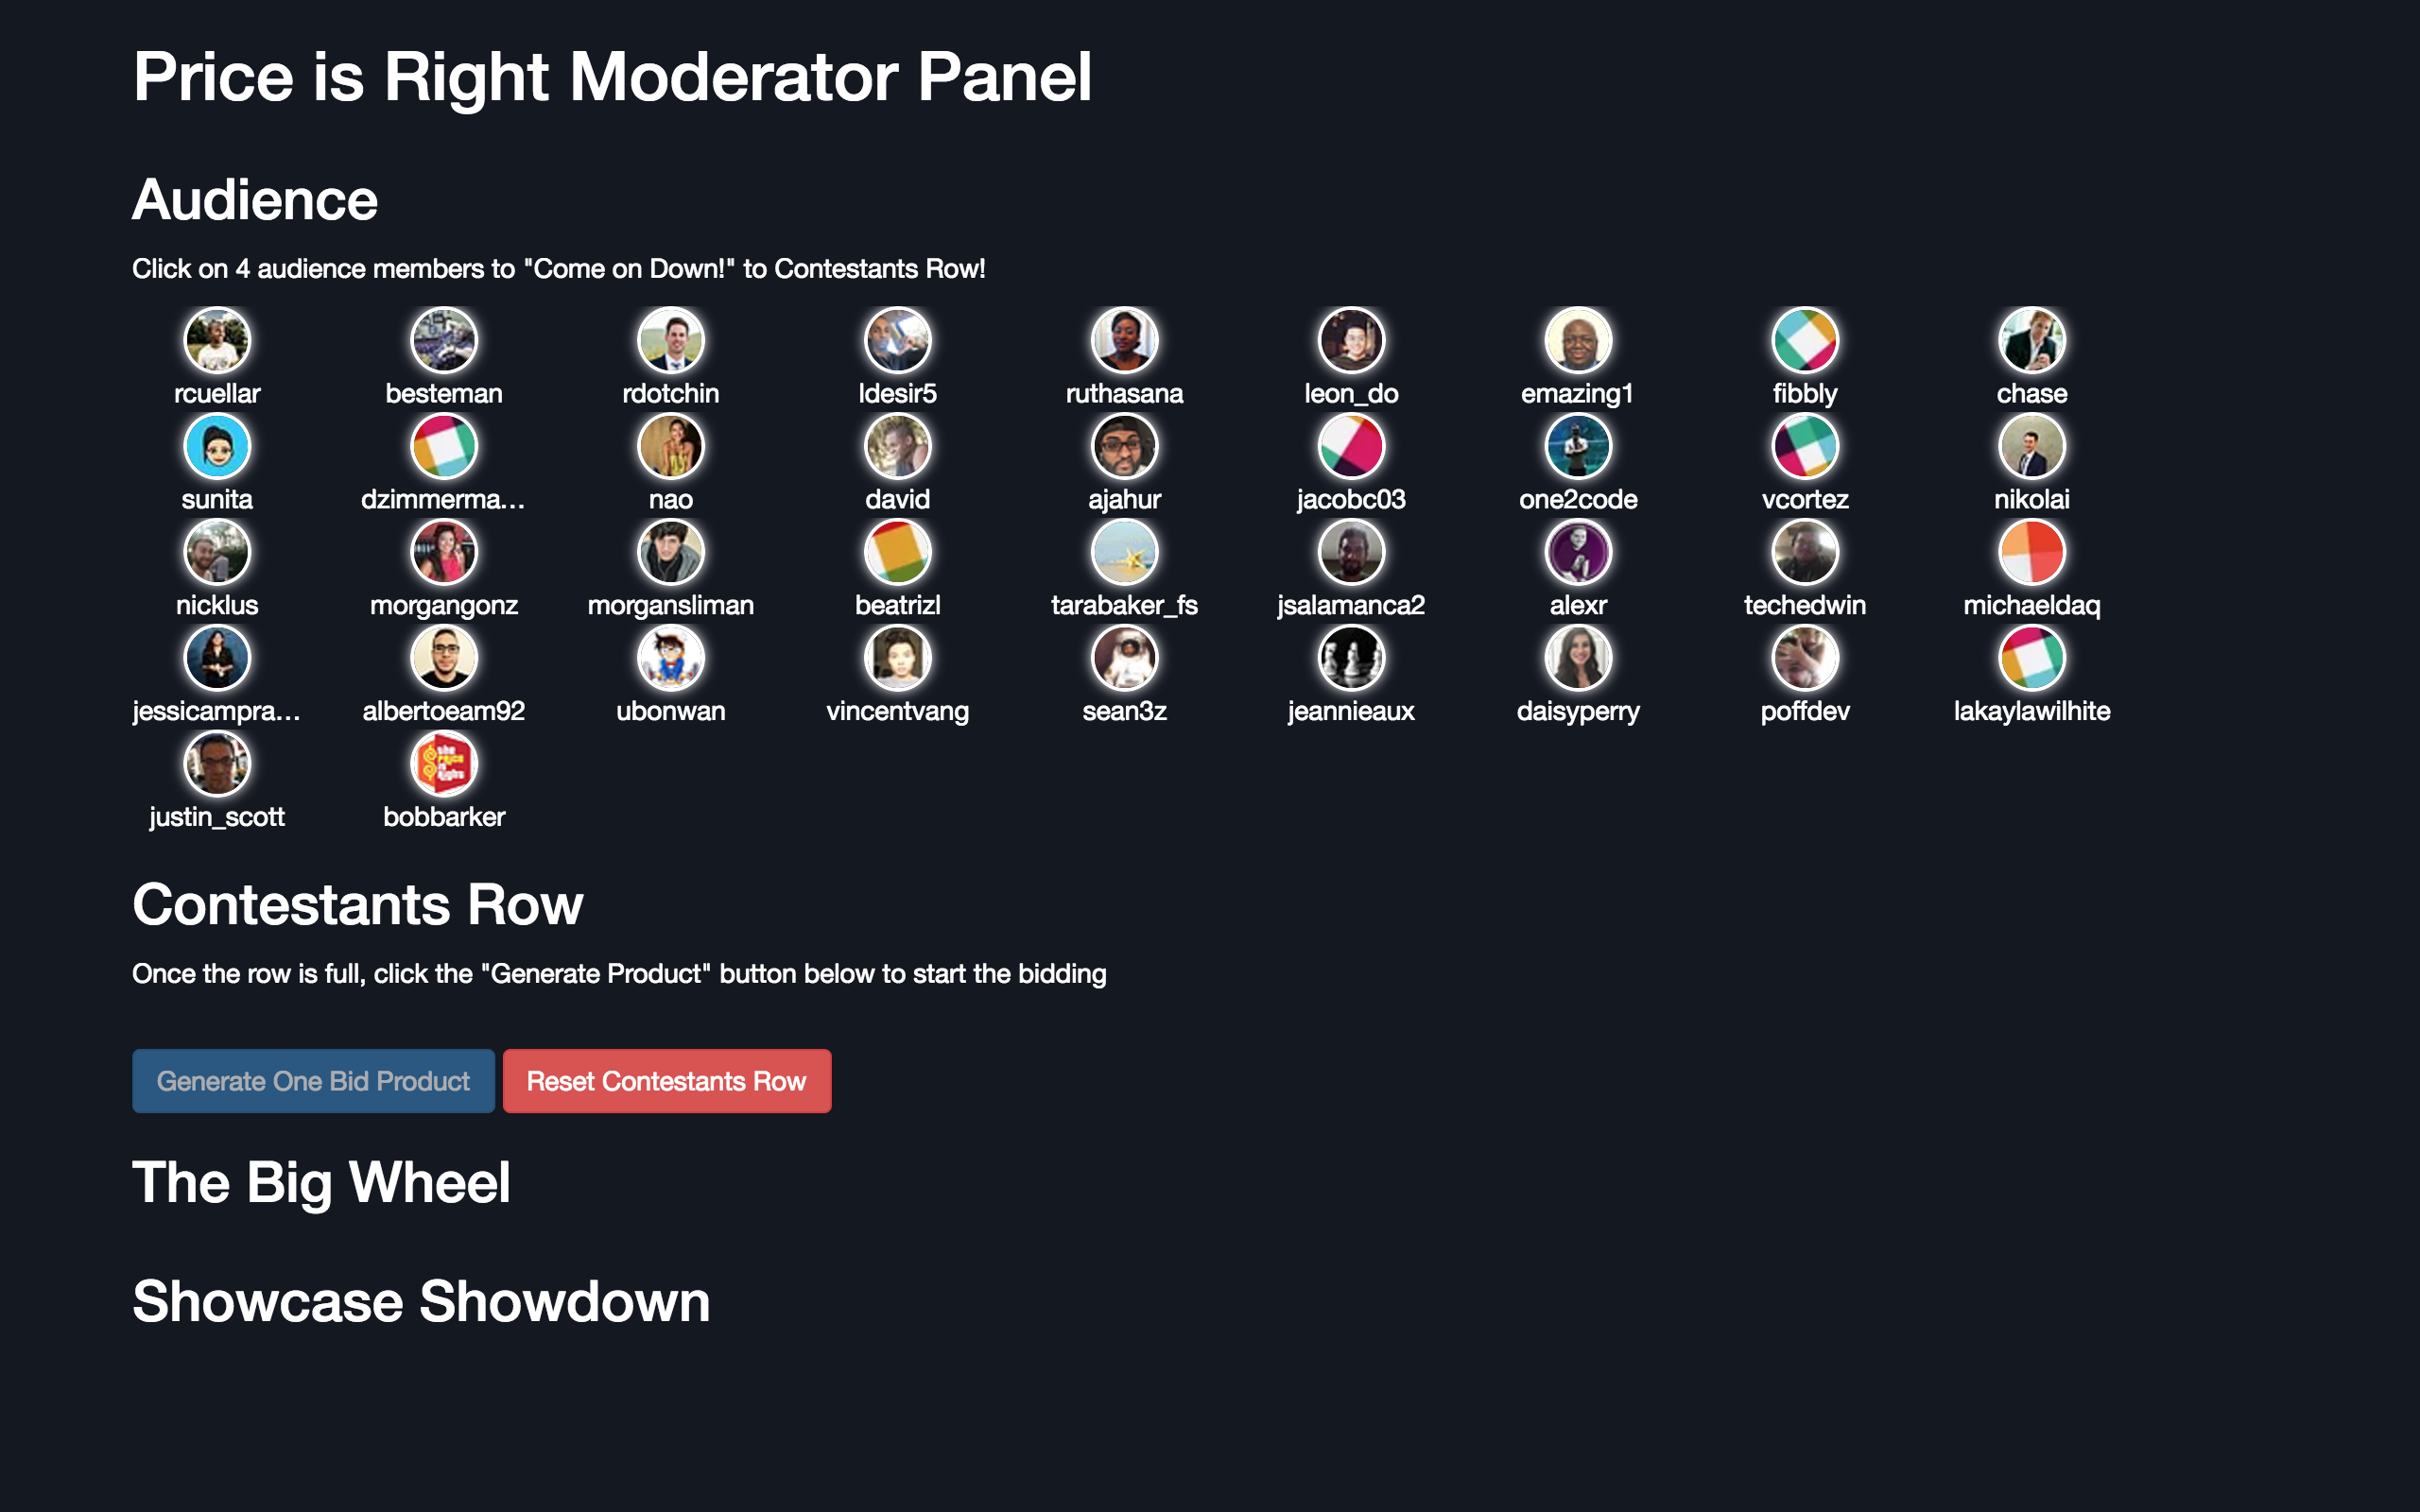 Price is Right Moderator Panel
Audience
Click on 4 audience members to "Come on Down!" to Contestants Row!
rcuellar besteman rdotchin ldesir5 ruthasana leon_do emazing1 fibbly chase
sunita dzimmerma... nao david ajahur jacobc03 one2code vcortez nikolai
nicklus morgangonz morgansliman beatrizl tarabaker_fs jsalamanca2 alexr techedwin michaeldaq
jessicampra... albertoeam92 ubonwan vincentvang sean3z jeannieaux daisyperry poffdev lakaylawilhite
the
PRICE
is
Right
justin_scott bobbarker
Contestants Row
Once the row is full, click the "Generate Product" button below to start the bidding
Generate One Bid Product Reset Contestants Row
The Big Wheel
Showcase Showdown